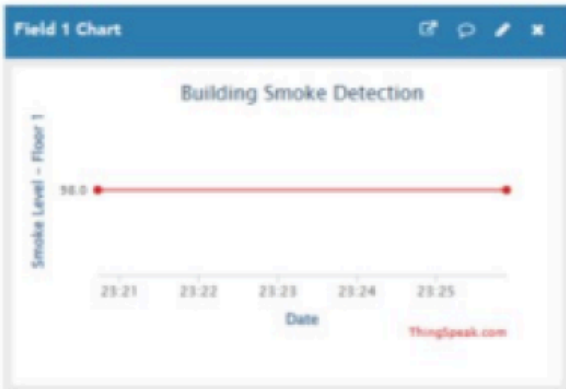 Field 1 Chart
Building Smoke Detection
Smoke Level - Floor 1
98.0
23:21 23:22 23:23 23:24 23:25
Date
ThingSpeak.com